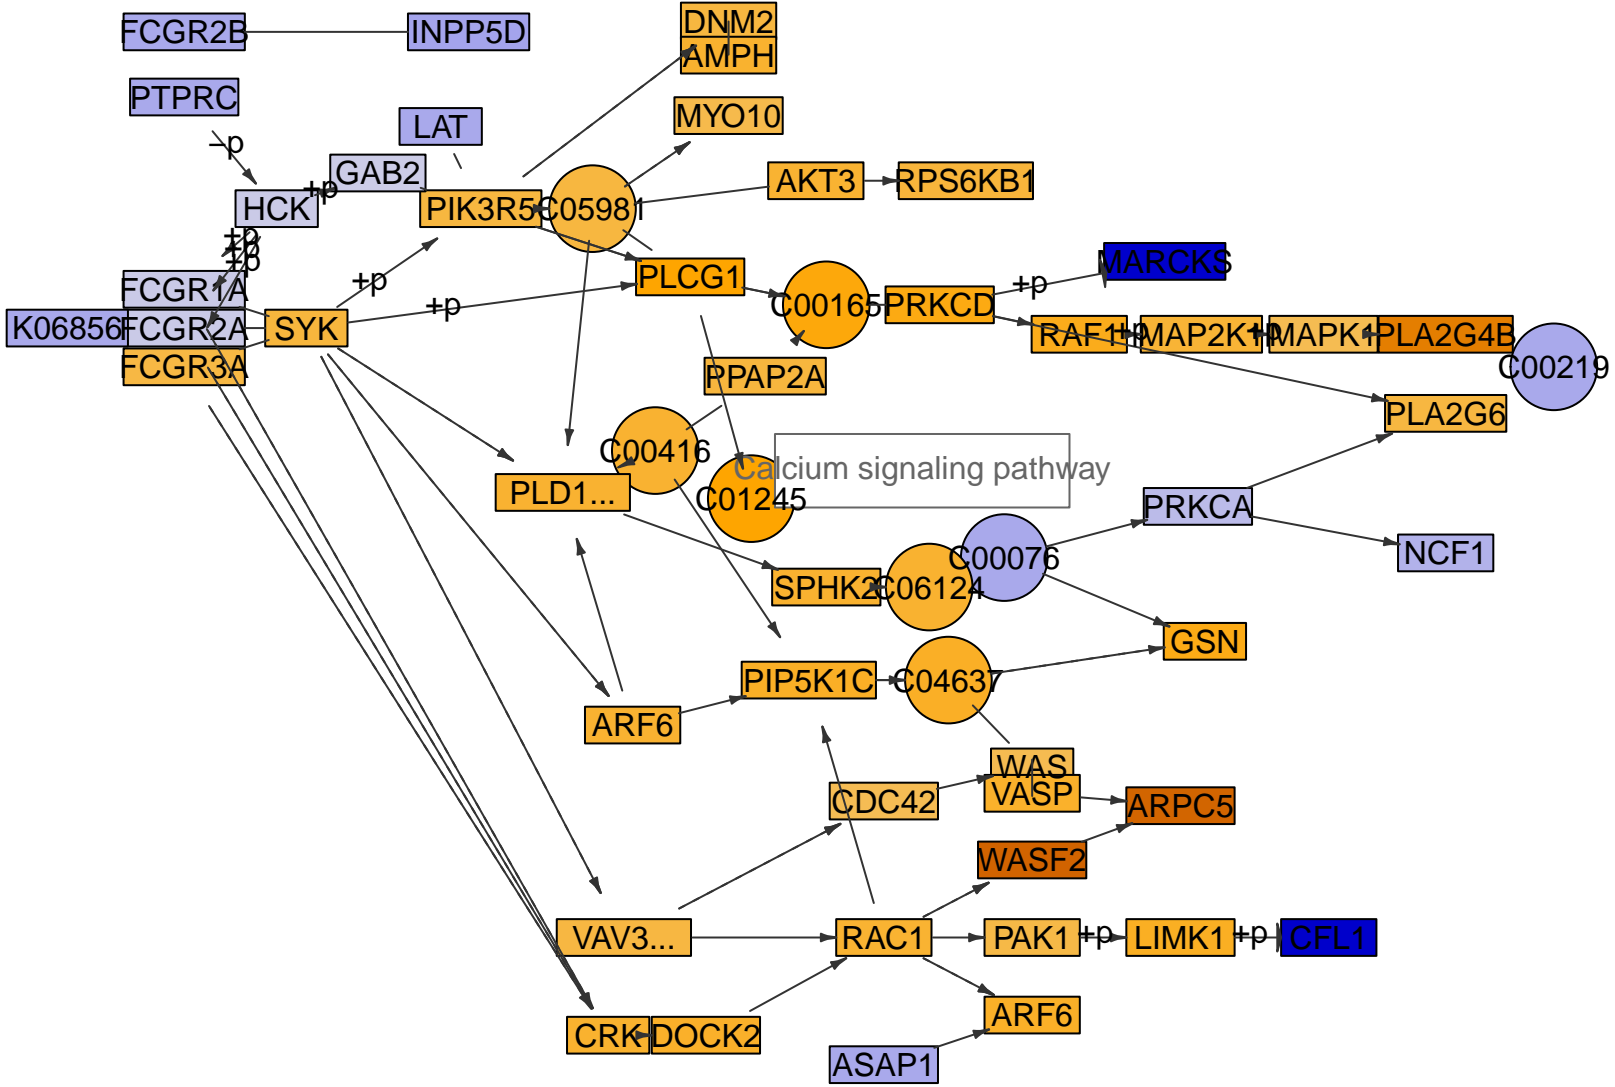 DNM2
FCGR2B
INPP5D
AMPH
PTPRC
MYO10
LAT
–p
GAB2
AKT3
RPS6KB1
+p
HCK
PIK3R5
C05981
+p
+p
+p
MARCKS
PLCG1
+p
+p
FCGR1A
+p
C00165
PRKCD
K06856
FCGR2A
SYK
RAF1
+p
MAP2K1
+p
MAPK1
PLA2G4B
FCGR3A
PPAP2A
C00219
PLA2G6
C00416
Calcium signaling pathway
PLD1...
C01245
PRKCA
NCF1
C00076
SPHK2
C06124
GSN
PIP5K1C
C04637
ARF6
WAS
CDC42
VASP
ARPC5
WASF2
VAV3...
RAC1
PAK1
+p
LIMK1
+p
CFL1
ARF6
CRK
DOCK2
ASAP1